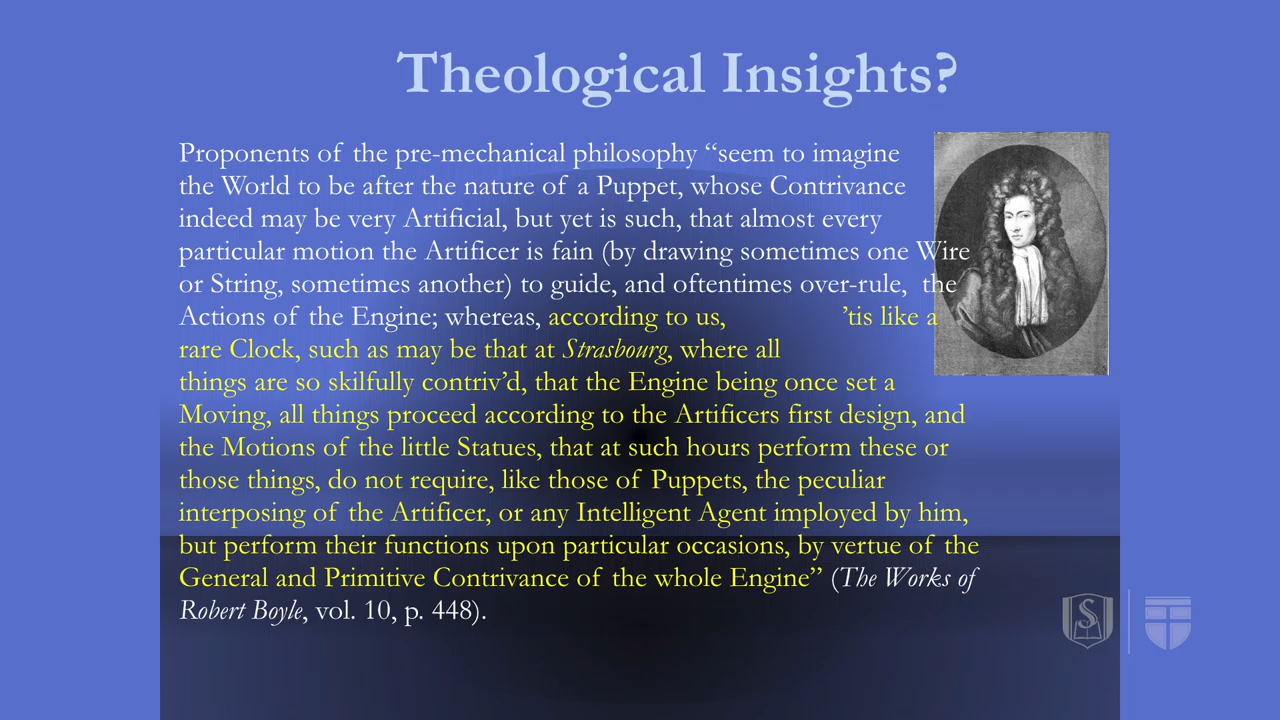 Theological Insights?
Proponents of the pre-mechanical philosophy “seem to imagine
the World to be after the nature of a Puppet, whose Contrivance
indeed may be very Artificial, but yet is such, that almost every
particular motion the Artificer is fain (by drawing sometimes one Wire
or String, sometimes another) to guide, and oftentimes over-rule, the
Actions of the Engine; whereas, according to us, ’tis like a
rare Clock, such as may be that at Strasbourg, where all
things are so skilfully contriv’d, that the Engine being once set a
Moving, all things proceed according to the Artificers first design, and
the Motions of the little Statues, that at such hours perform these or
those things, do not require, like those of Puppets, the peculiar
interposing of the Artificer, or any Intelligent Agent imployed by him,
but perform their functions upon particular occasions, by vertue of the
General and Primitive Contrivance of the whole Engine” (The Works of
Robert Boyle, vol. 10, p. 448).
S